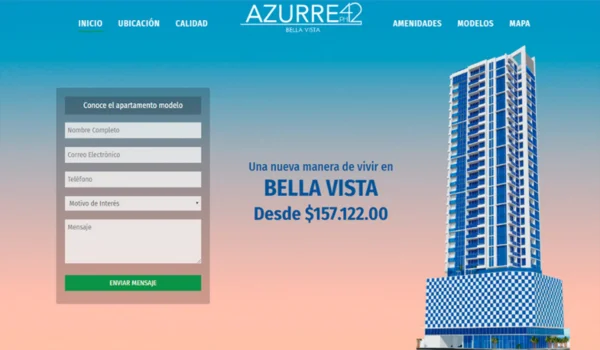 INICIO
UBICACIÓN
CALIDAD
AZURRE
PH
42
BELLA VISTA
AMENIDADES
MODELOS
MAPA
Conoce el apartamento modelo
Nombre Completo
Correo Electrónico
Teléfono
Motivo de Interés
Mensaje
ENVIAR MENSAJE
Una nueva manera de vivir en
BELLA VISTA
Desde $157.122.00